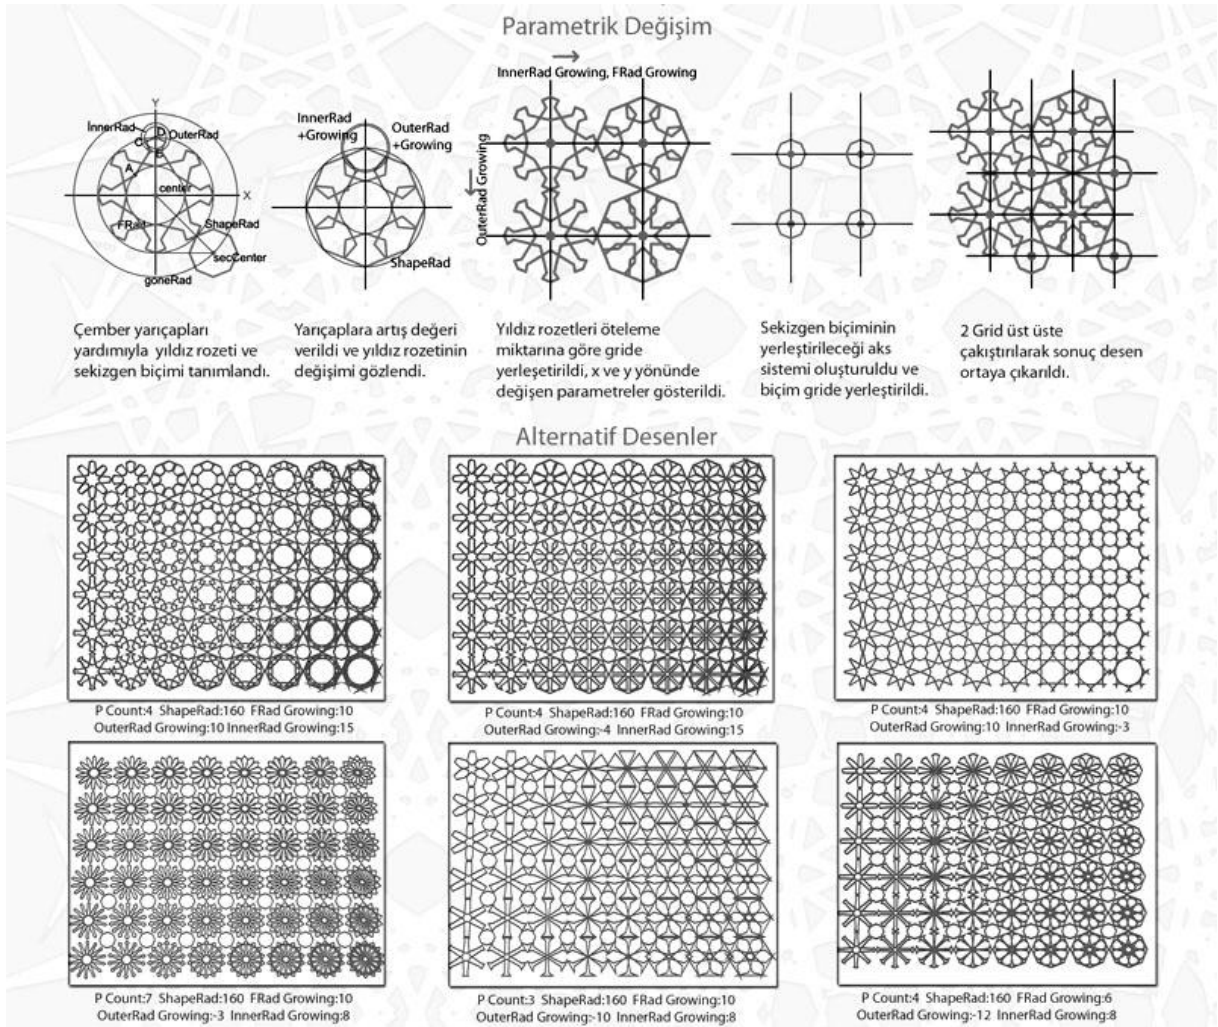 Parametrik Değişim
InnerRad Growing, FRad Growing
OuterRad Growing
Y
İnnerRad
D
OuterRad
C
B
A
center
X
FRad
ShapeRad
secCenter
goneRad
InnerRad
+Growing
OuterRad
+Growing
ShapeRad
Çember yarıçapları
yardımıyla yıldız rozeti ve
sekizgen biçimi tanımlandı.
Yarıçaplara artış değeri
verildi ve yıldız rozetinin
değişimi gözlendi.
Yıldız rozetleri öteleme
miktarına göre gride
yerleşetirildi, x ve y yönünde
değişen parametreler gösterildi.
Sekizgen biçiminin
yerleştirileceği aks
sistemi oluşturuldu ve
biçim gride yerleştirildi.
2 Grid üst üste
çakıştırılarak sonuç desen
ortaya çıkarıldı.
Alternatif Desenler
P Count:4 ShapeRad:160 FRad Growing:10
OuterRad Growing:10 InnerRad Growing:15
P Count:4 ShapeRad:160 FRad Growing:10
OuterRad Growing:-4 InnerRad Growing:15
P Count:4 ShapeRad:160 FRad Growing:10
OuterRad Growing:10 InnerRad Growing:-3
P Count:7 ShapeRad:160 FRad Growing:10
OuterRad Growing:-3 InnerRad Growing:8
P Count:3 ShapeRad:160 FRad Growing:10
OuterRad Growing:-10 InnerRad Growing:8
P Count:4 ShapeRad:160 FRad Growing:6
OuterRad Growing:-12 InnerRad Growing:8